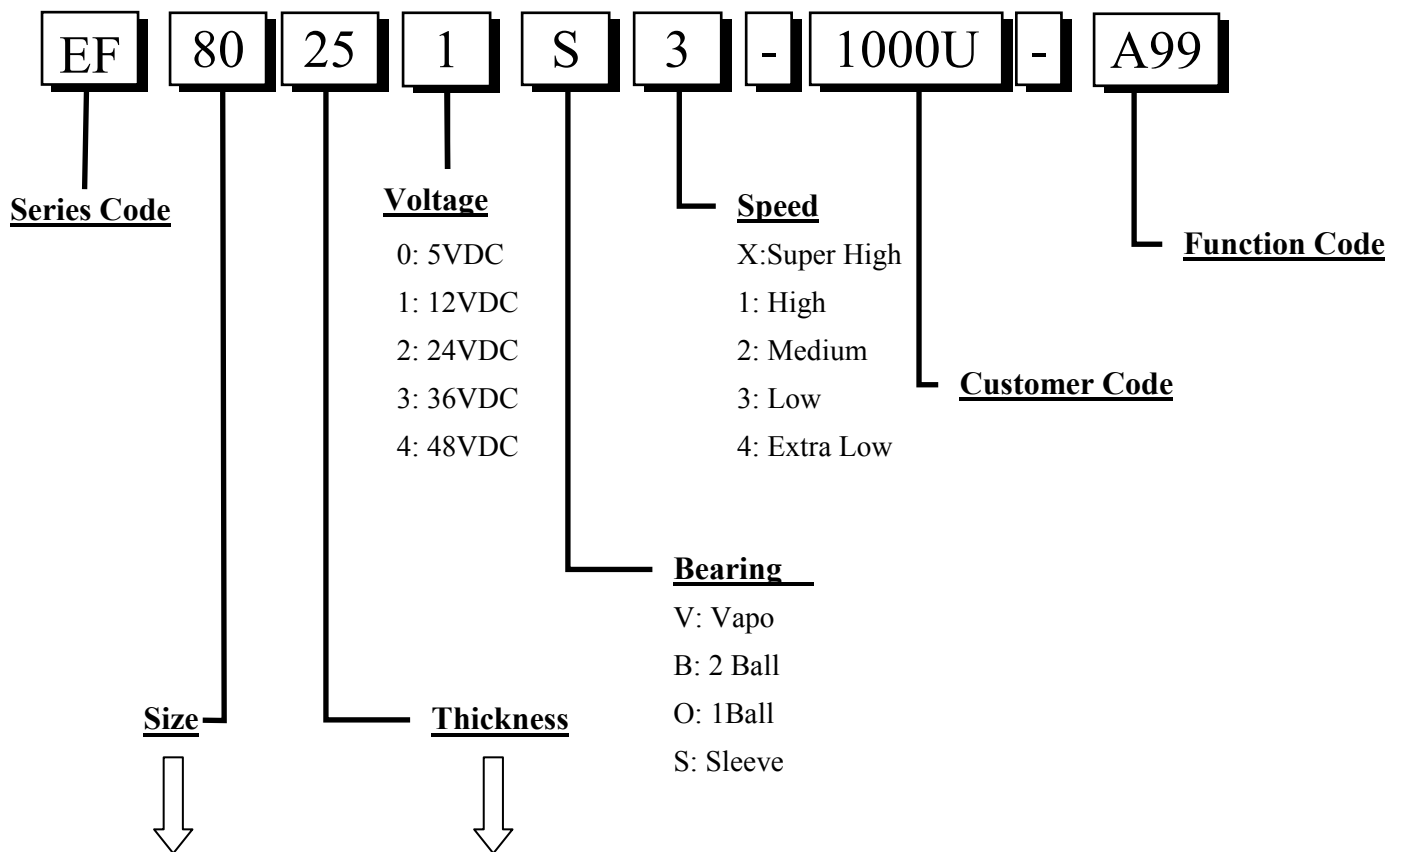 EF 80 25 1 S 3 - 1000U - A99
Series Code
Voltage
0: 5VDC
1: 12VDC
2: 24VDC
3: 36VDC
4: 48VDC
Speed
X:Super High
1: High
2: Medium
3: Low
4: Extra Low
Function Code
Customer Code
Bearing
V: Vapo
B: 2 Ball
O: 1Ball
S: Sleeve
Size
Thickness